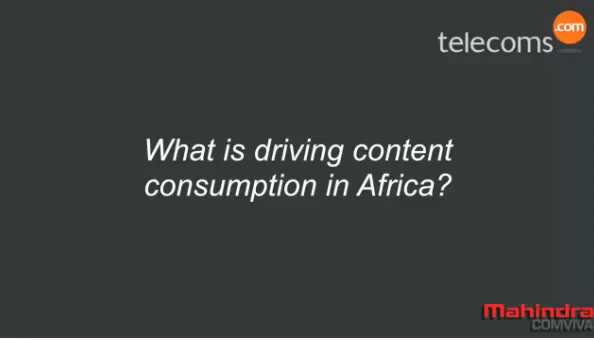 telecoms.com
What is driving content
consumption in Africa?
Mahindra
COMVIVA